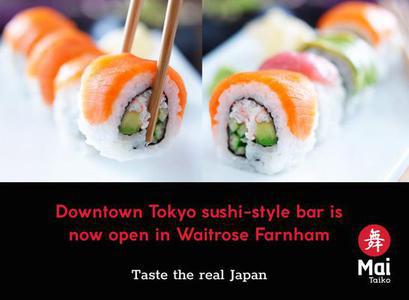 Downtown Tokyo sushi-style bar is
now open in Waitrose Farnham
Taste the real Japan
舞
Mai
Taiko